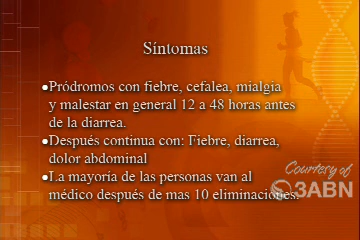 Síntomas
•Pródromos con fiebre, cefalea, mialgia
y malestar en general 12 a 48 horas antes
de la diarrea.
•Después continua con: Fiebre, diarrea,
dolor abdominal
•La mayoría de las personas van al
médico después de mas 10 eliminaciones.
Courtesy of
3ABN